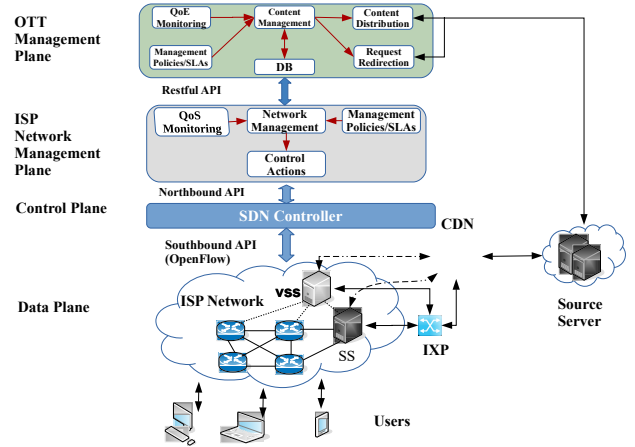 OTT
Management
Plane
QoE
Monitoring
Content
Management
Content
Distribution
Management
Policies/SLAs
Request
Redirection
DB
Restful API
ISP
Network
Management
Plane
QoS
Monitoring
Network
Management
Management
Policies/SLAs
Control
Actions
Northbound API
Control Plane
SDN Controller
CDN
Southbound API
(OpenFlow)
Data Plane
ISP Network
vss
SS
IXP
Source
Server
Users